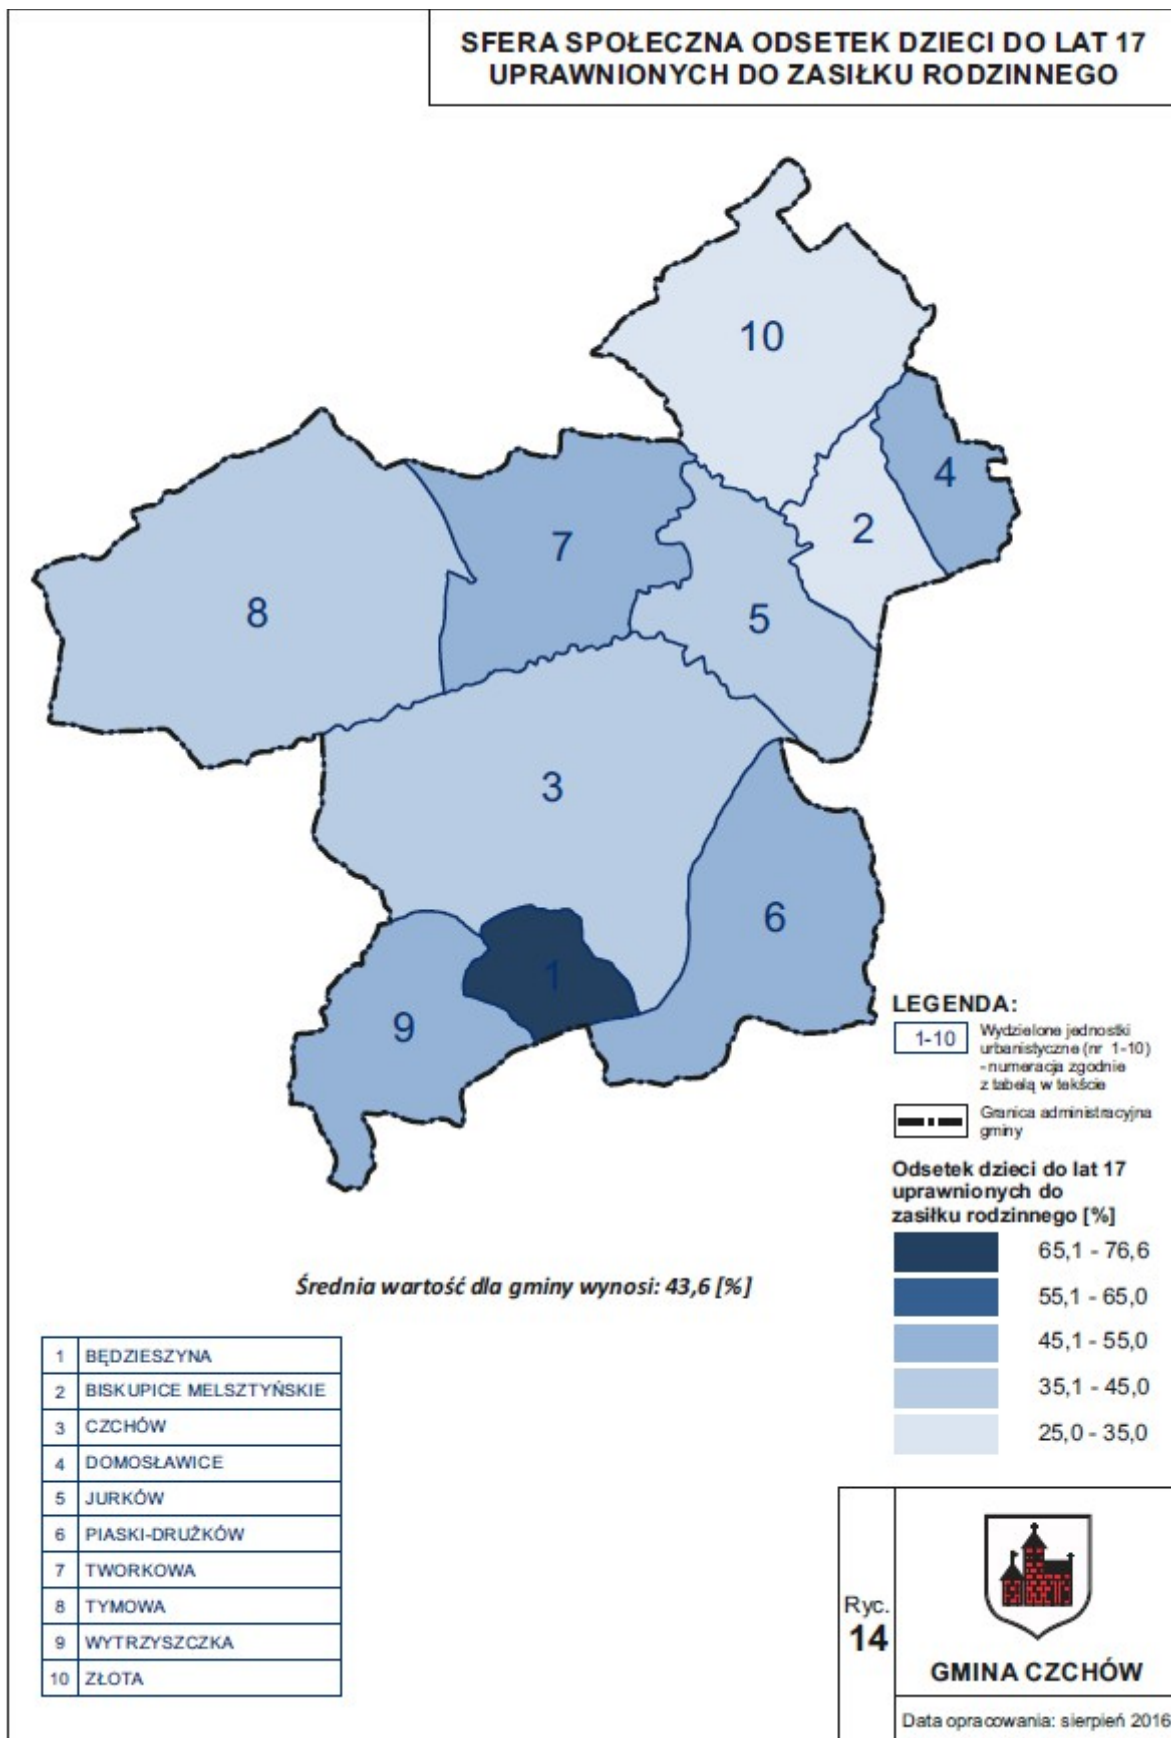 SFERA SPOŁECZNA ODSETEK DZIECI DO LAT 17
UPRAWNIONYCH DO ZASIŁKU RODZINNEGO
10
4
2
7
5
8
3
6
1
9
LEGENDA:
1-10
Wydzielone jednostki
urbanistyczne (nr 1-10)
- numeracja zgodnie
z tabelą w tekście
Granica administracyjna
gminy
Odsetek dzieci do lat 17
uprawnionych do
zasiłku rodzinnego [%]
65,1 - 76,6
55,1 - 65,0
45,1 - 55,0
35,1 - 45,0
25,0 - 35,0
Średnia wartość dla gminy wynosi: 43,6 [%]
1 BĘDZIESZYNA
2 BISKUPICE MELSZTYŃSKIE
3 CZCHÓW
4 DOMOSŁAWICE
5 JURKÓW
6 PIASKI-DRUŻKÓW
7 TWORKOWA
8 TYMOWA
9 WYTRZYSZCZKA
10 ZŁOTA
Ryc.
14
GMINA CZCHÓW
Data opracowania: sierpień 2016